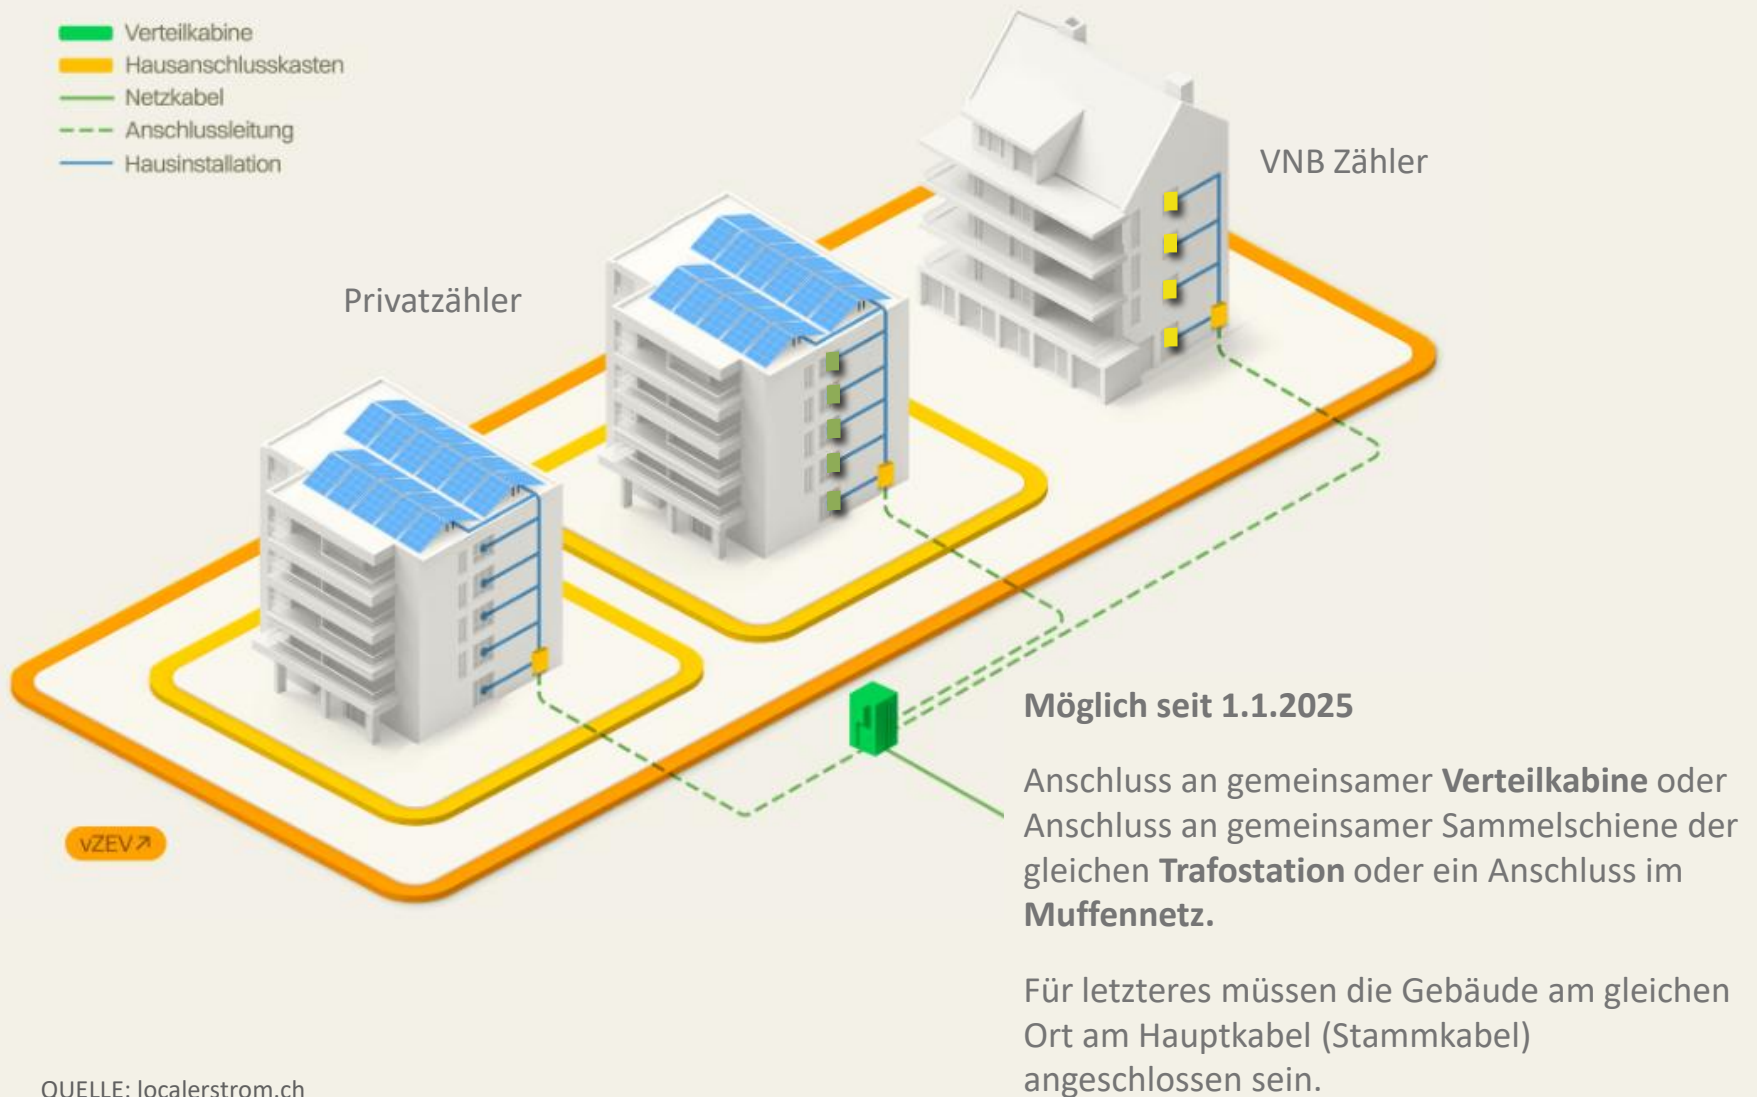 Verteilkabine
Hausanschlusskasten
Netzkabel
Anschlussleitung
Hausinstallation
VNB Zähler
Privatzähler
Möglich seit 1.1.2025
Anschluss an gemeinsamer Verteilkabine oder
Anschluss an gemeinsamer Sammelschiene der
gleichen Trafostation oder ein Anschluss im
Muffennetz.
Für letzteres müssen die Gebäude am gleichen
Ort am Hauptkabel (Stammkabel)
angeschlossen sein.
vZEV↗
QUELLE: localerstrom.ch